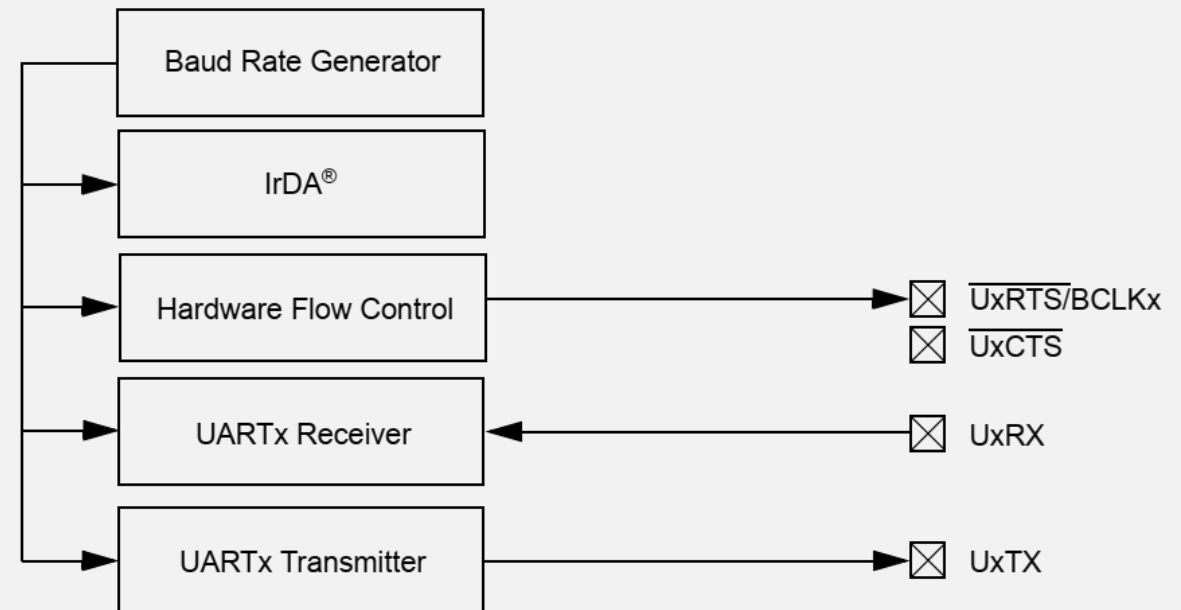 Baud Rate Generator
IrDA®
Hardware Flow Control
UxRTS/BCLKx
UxCTS
UARTx Receiver
UxRX
UARTx Transmitter
UxTX